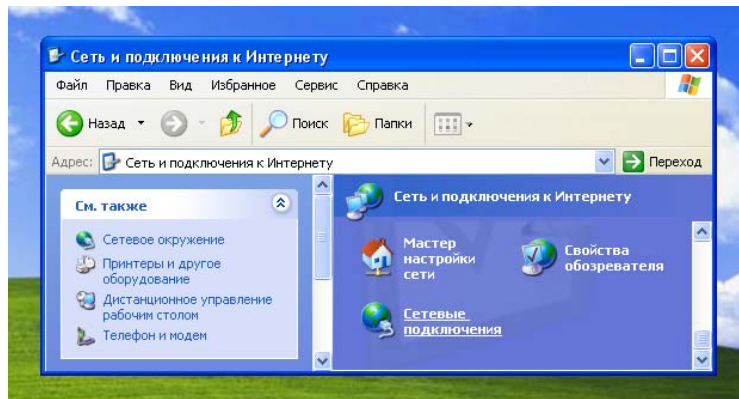 Сеть и подключения к Интернету
Файл Правка Вид Избранное Сервис Справка
Назад Поиск Папки
Адрес: Сеть и подключения к Интернету Переход
См. также
Сетевое окружение
Принтеры и другое
оборудование
Дистанционное управление
рабочим столом
Телефон и модем
Сеть и подключения к Интернету
Мастер
настройки
сети
Свойства
обозревателя
Сетевые
подключения